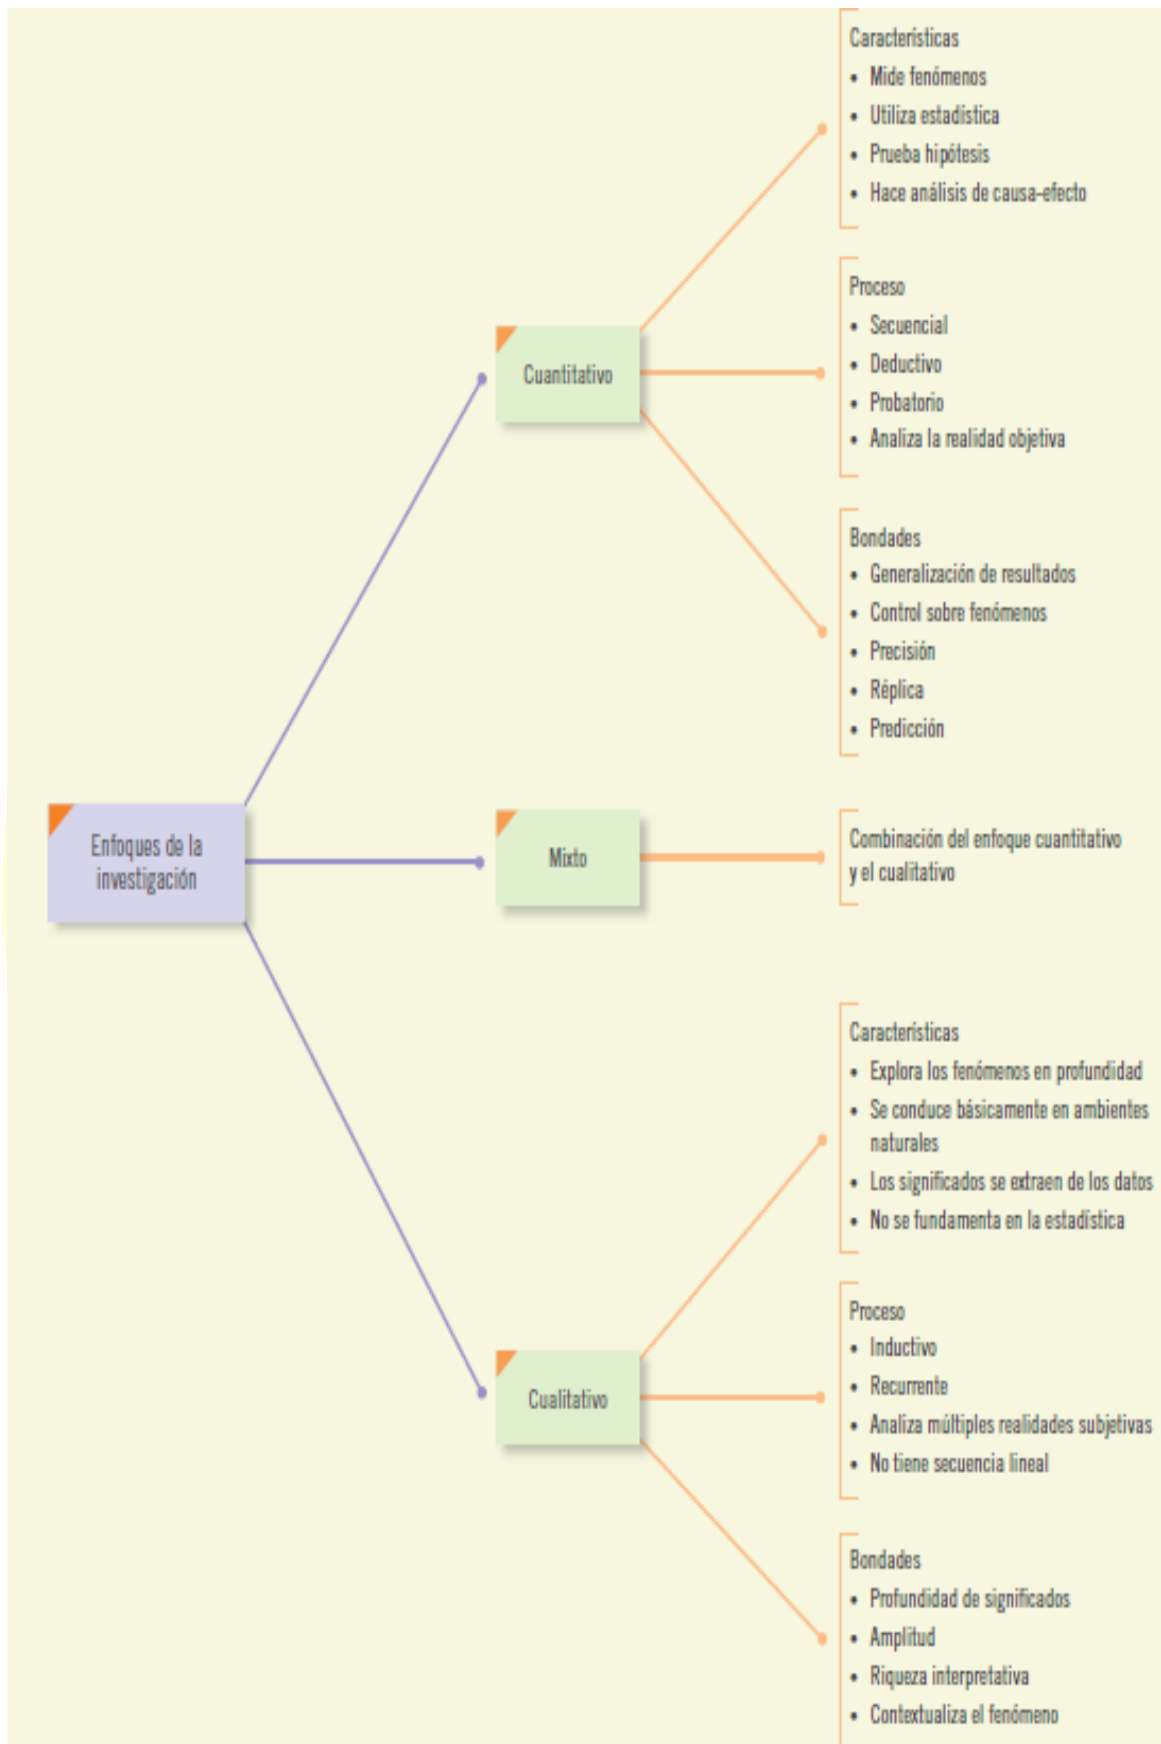 Enfoques de la
investigación
Cuantitativo
Características
• Mide fenómenos
• Utiliza estadística
• Prueba hipótesis
• Hace análisis de causa-efecto
Proceso
• Secuencial
• Deductivo
• Probatorio
• Analiza la realidad objetiva
Bondades
• Generalización de resultados
• Control sobre fenómenos
• Precisión
• Réplica
• Predicción
Mixto
Combinación del enfoque cuantitativo
y el cualitativo
Cualitativo
Características
• Explora los fenómenos en profundidad
• Se conduce básicamente en ambientes
naturales
• Los significados se extraen de los datos
• No se fundamenta en la estadística
Proceso
• Inductivo
• Recurrente
• Analiza múltiples realidades subjetivas
• No tiene secuencia lineal
Bondades
• Profundidad de significados
• Amplitud
• Riqueza interpretativa
• Contextualiza el fenómeno